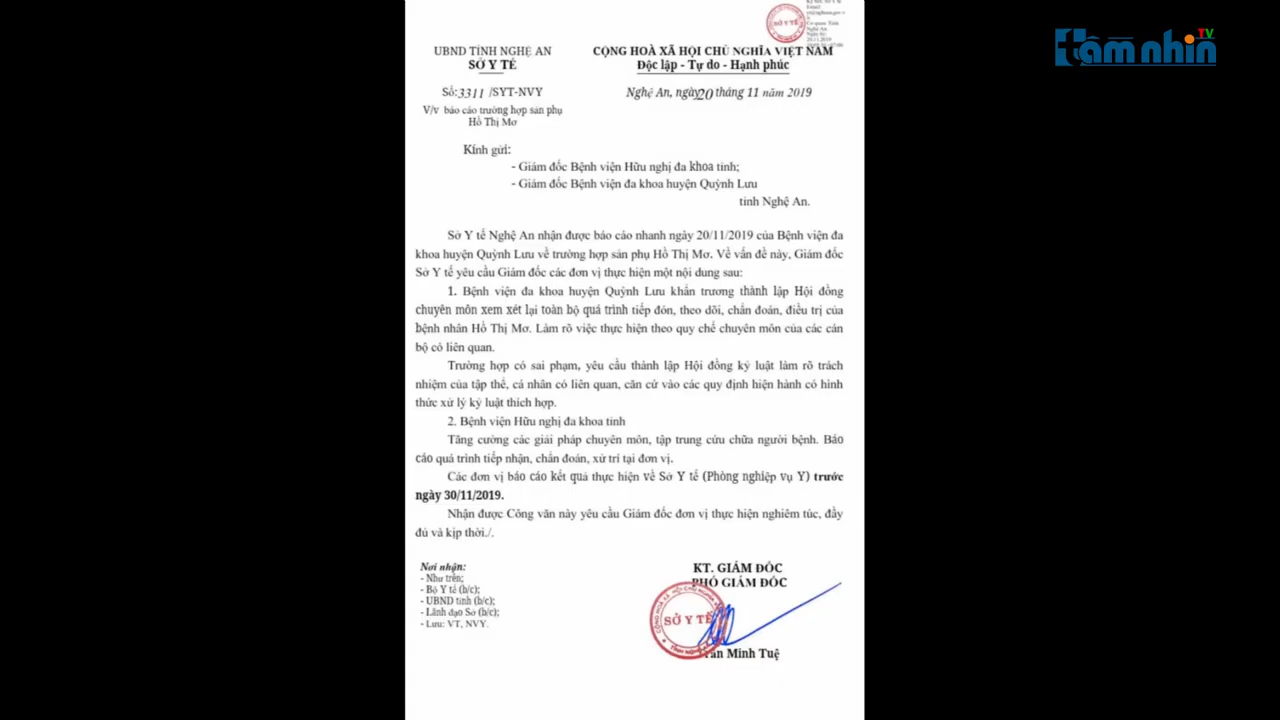 SỞ Y TẾ
tâm nhìn TV
UBND TỈNH NGHỆ AN
SỞ Y TẾ
CỘNG HOÀ XÃ HỘI CHỦ NGHĨA VIỆT NAM
Độc lập - Tự do - Hạnh phúc
Số: 3311 /SYT-NVY
Nghệ An, ngày 20 tháng 11 năm 2019
V/v báo cáo trường hợp sản phụ
Hồ Thị Mơ
Kính gửi:
- Giám đốc Bệnh viện Hữu nghị đa khoa tỉnh;
- Giám đốc Bệnh viện đa khoa huyện Quỳnh Lưu
tỉnh Nghệ An.
Sở Y tế Nghệ An nhận được báo cáo nhanh ngày 20/11/2019 của Bệnh viện đa
khoa huyện Quỳnh Lưu về trường hợp sản phụ Hồ Thị Mơ. Về vấn đề này, Giám đốc
Sở Y tế yêu cầu Giám đốc các đơn vị thực hiện một nội dung sau:
1. Bệnh viện đa khoa huyện Quỳnh Lưu khẩn trương thành lập Hội đồng
chuyên môn xem xét lại toàn bộ quá trình tiếp đón, theo dõi, chẩn đoán, điều trị của
bệnh nhân Hồ Thị Mơ. Làm rõ việc thực hiện theo quy chế chuyên môn của các cán
bộ có liên quan.
Trường hợp có sai phạm, yêu cầu thành lập Hội đồng kỷ luật làm rõ trách
nhiệm của tập thể, cá nhân có liên quan, căn cứ vào các quy định hiện hành có hình
thức xử lý kỷ luật thích hợp.
2. Bệnh viện Hữu nghị đa khoa tỉnh
Tăng cường các giải pháp chuyên môn, tập trung cứu chữa người bệnh. Báo
cáo quá trình tiếp nhận, chẩn đoán, xử trí tại đơn vị.
Các đơn vị báo cáo kết quả thực hiện về Sở Y tế (Phòng nghiệp vụ Y) trước
ngày 30/11/2019.
Nhận được Công văn này yêu cầu Giám đốc đơn vị thực hiện nghiêm túc, đầy
đủ và kịp thời./.
Nơi nhận:
- Như trên;
- Bộ Y tế (b/c);
- UBND tỉnh (b/c);
- Lãnh đạo Sở (b/c);
- Lưu: VT, NVY.
KT. GIÁM ĐỐC
PHÓ GIÁM ĐỐC
SỞ Y TẾ
Trần Minh Tuệ